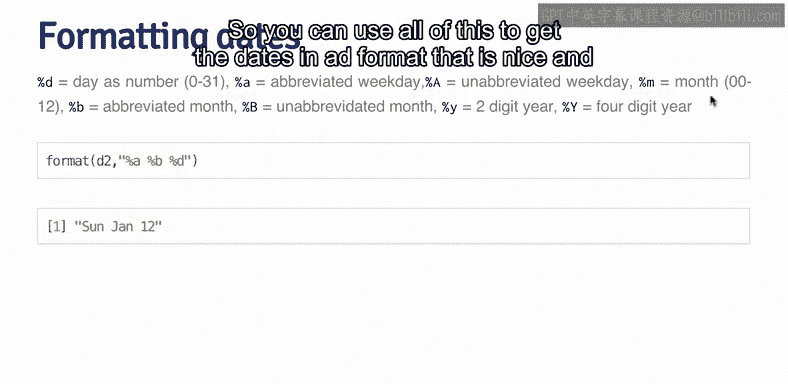 Formatting dates
So you can use all of this to get
the dates in ad format that is nice and
%d = day as number (0-31), %a = abbreviated weekday,%A = unabbreviated weekday, %m = month (00-
12), %b = abbreviated month, %B = unabbrevidated month, %y = 2 digit year, %Y = four digit year
format(d2,"%a %b %d")
[1] "Sun Jan 12"